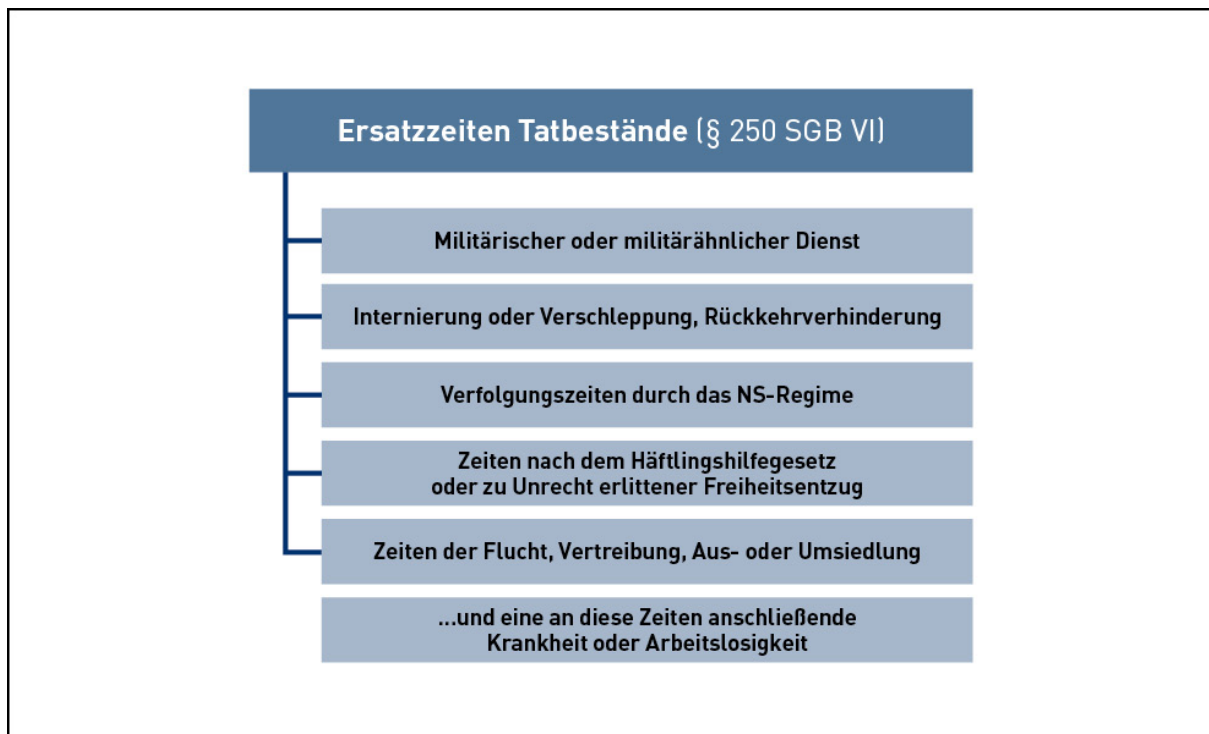 Ersatzzeiten Tatbestände (§ 250 SGB VI)
Militärischer oder militärähnlicher Dienst
Internierung oder Verschleppung, Rückkehrverhinderung
Verfolgungszeiten durch das NS-Regime
Zeiten nach dem Häftlingshilfegesetz
oder zu Unrecht erlittener Freiheitsentzug
Zeiten der Flucht, Vertreibung, Aus- oder Umsiedlung
...und eine an diese Zeiten anschließende
Krankheit oder Arbeitslosigkeit